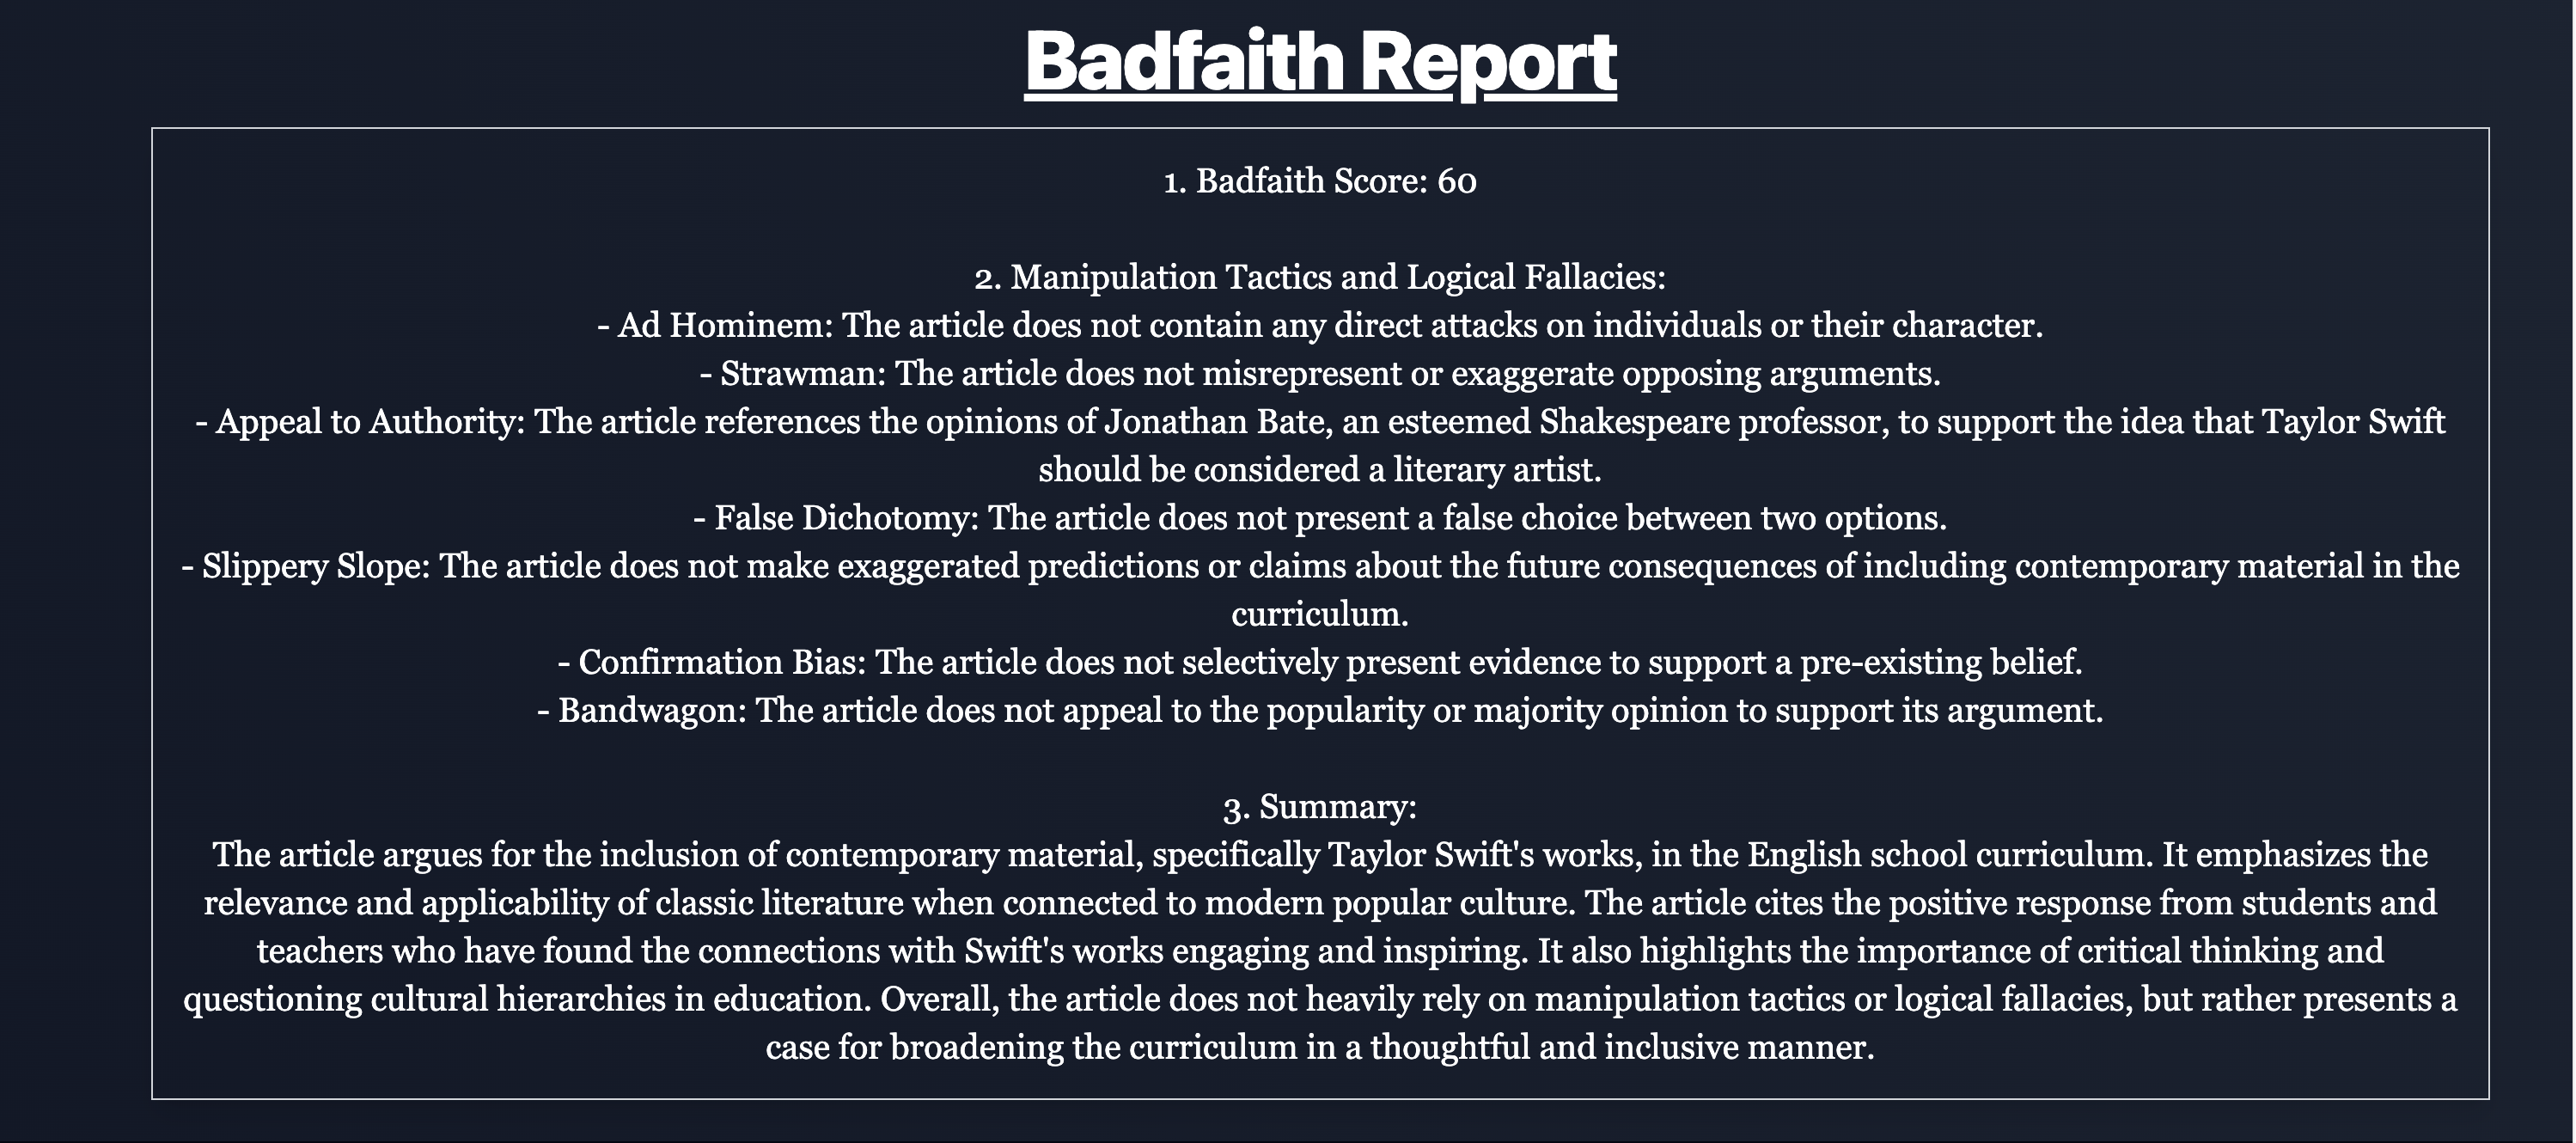 Badfaith Report
1. Badfaith Score: 60
2. Manipulation Tactics and Logical Fallacies:
- Ad Hominem: The article does not contain any direct attacks on individuals or their character.
- Strawman: The article does not misrepresent or exaggerate opposing arguments.
- Appeal to Authority: The article references the opinions of Jonathan Bate, an esteemed Shakespeare professor, to support the idea that Taylor Swift
should be considered a literary artist.
- False Dichotomy: The article does not present a false choice between two options.
- Slippery Slope: The article does not make exaggerated predictions or claims about the future consequences of including contemporary material in the
curriculum.
- Confirmation Bias: The article does not selectively present evidence to support a pre-existing belief.
- Bandwagon: The article does not appeal to the popularity or majority opinion to support its argument.
3. Summary:
The article argues for the inclusion of contemporary material, specifically Taylor Swift's works, in the English school curriculum. It emphasizes the
relevance and applicability of classic literature when connected to modern popular culture. The article cites the positive response from students and
teachers who have found the connections with Swift's works engaging and inspiring. It also highlights the importance of critical thinking and
questioning cultural hierarchies in education. Overall, the article does not heavily rely on manipulation tactics or logical fallacies, but rather presents a
case for broadening the curriculum in a thoughtful and inclusive manner.